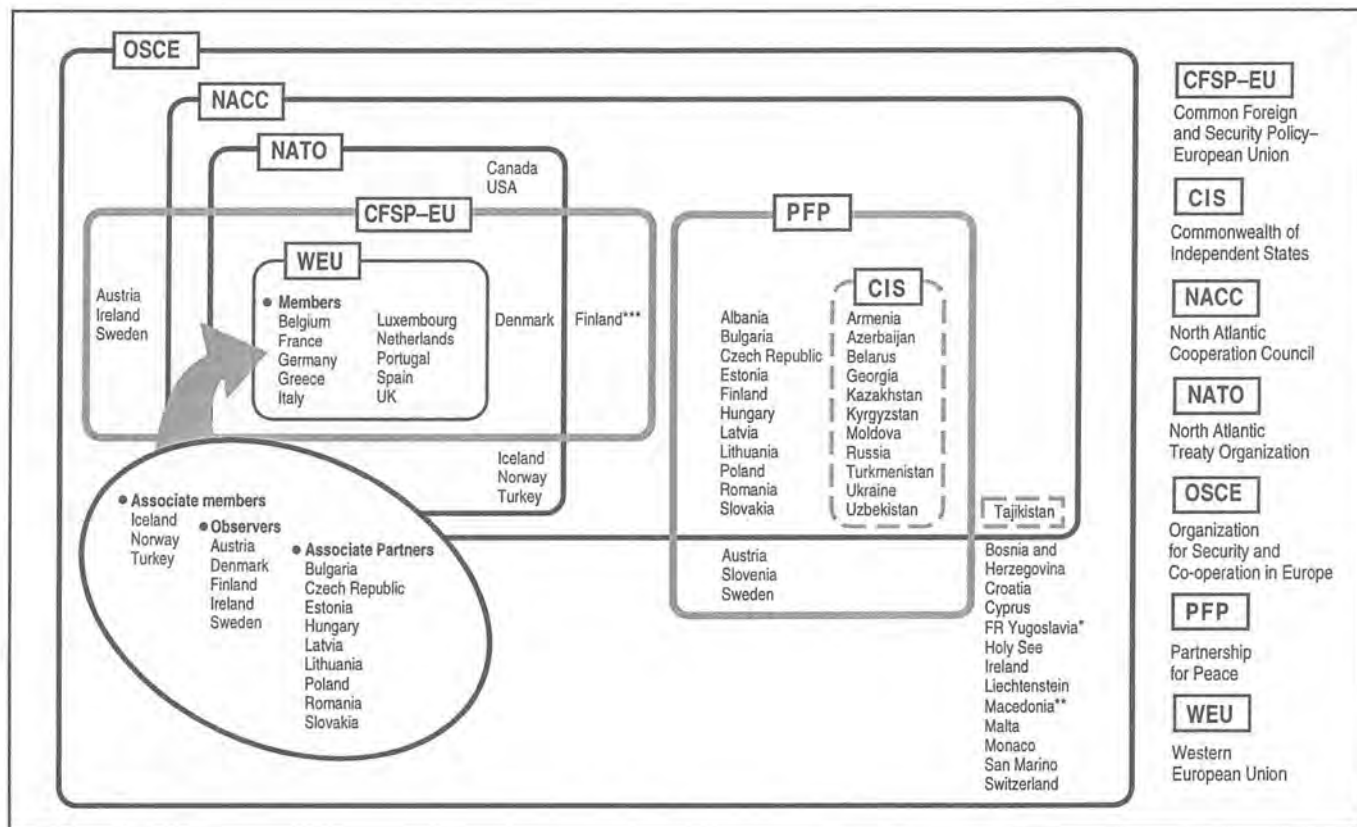 OSCE
NACC
NATO
Canada
USA
CFSP–EU
WEU
Austria
Ireland
Sweden
• Members
Belgium
France
Germany
Greece
Italy
Luxembourg
Netherlands
Portugal
Spain
UK
Denmark
Finland***
Iceland
Norway
Turkey
• Associate members
Iceland
Norway
Turkey
• Observers
Austria
Denmark
Finland
Ireland
Sweden
• Associate Partners
Bulgaria
Czech Republic
Estonia
Hungary
Latvia
Lithuania
Poland
Romania
Slovakia
PFP
Albania
Bulgaria
Czech Republic
Estonia
Finland
Hungary
Latvia
Lithuania
Poland
Romania
Slovakia
CIS
Armenia
Azerbaijan
Belarus
Georgia
Kazakhstan
Kyrgyzstan
Moldova
Russia
Turkmenistan
Ukraine
Uzbekistan
Tajikistan
Austria
Slovenia
Sweden
Bosnia and
Herzegovina
Croatia
Cyprus
FR Yugoslavia*
Holy See
Ireland
Liechtenstein
Macedonia**
Malta
Monaco
San Marino
Switzerland
CFSP–EU
Common Foreign
and Security Policy–
European Union
CIS
Commonwealth of
Independent States
NACC
North Atlantic
Cooperation Council
NATO
North Atlantic
Treaty Organization
OSCE
Organization
for Security and
Co-operation in Europe
PFP
Partnership
for Peace
WEU
Western
European Union